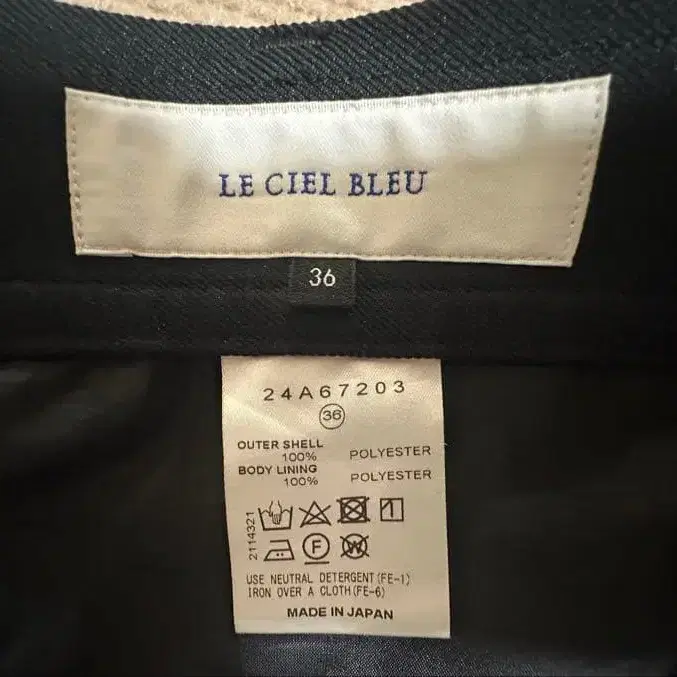 LE CIEL BLEU
36
24A67203
36
OUTER SHELL
100% POLYESTER
BODY LINING
100% POLYESTER
2114321
F
W
USE NEUTRAL DETERGENT(FE-1)
IRON OVER A CLOTH(FE-6)
MADE IN JAPAN